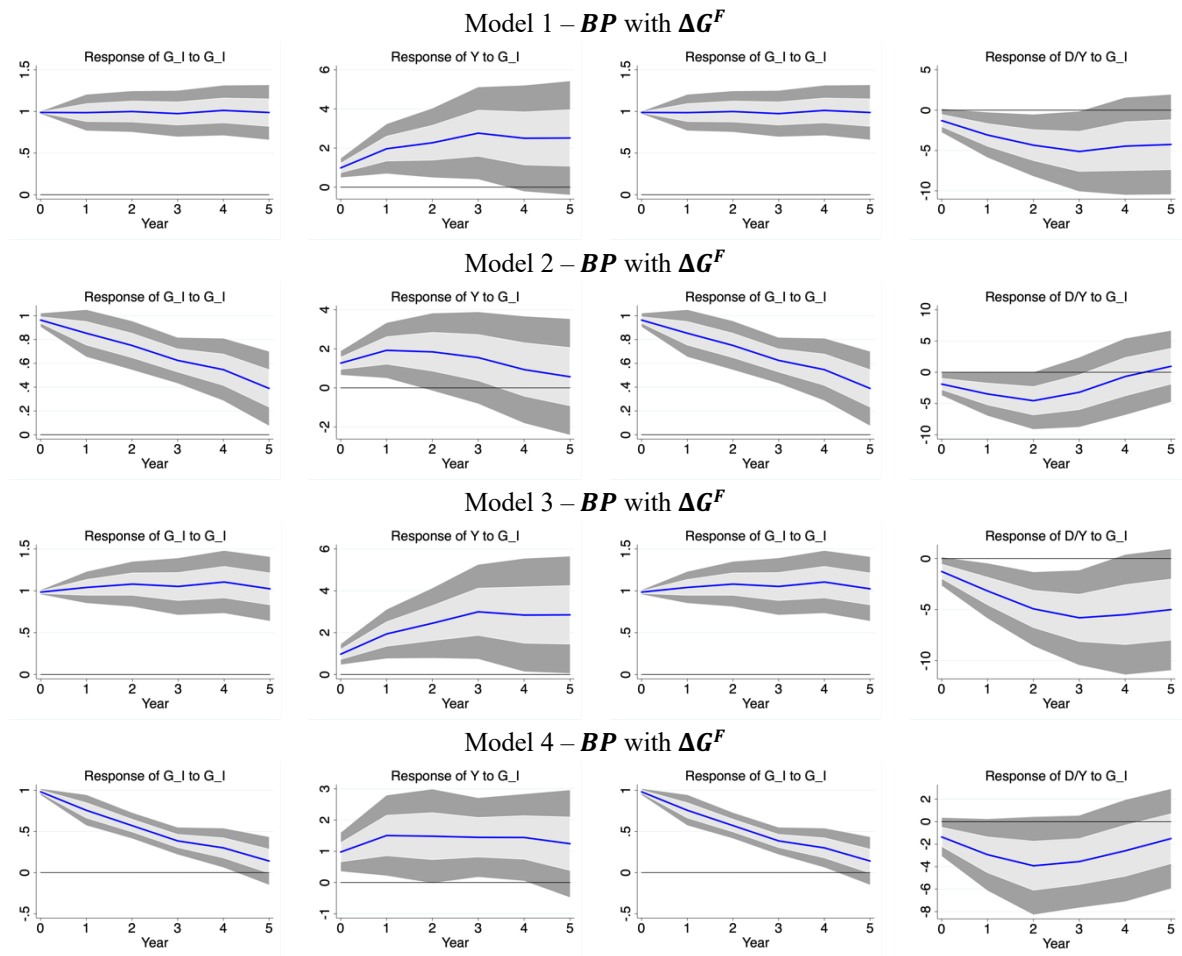 Model 1 – BP with ΔG^F
Response of G_I to G_I
Response of Y to G_I
Response of G_I to G_I
Response of D/Y to G_I
1.5
1
.5
0
0 1 2 3 4 5
Year
6
4
2
0
0 1 2 3 4 5
Year
1.5
1
.5
0
0 1 2 3 4 5
Year
5
0
-5
-10
0 1 2 3 4 5
Year
Model 2 – BP with ΔG^F
Response of G_I to G_I
Response of Y to G_I
Response of G_I to G_I
Response of D/Y to G_I
1
.8
.6
.4
.2
0
0 1 2 3 4 5
Year
4
2
0
-2
0 1 2 3 4 5
Year
1
.8
.6
.4
.2
0
0 1 2 3 4 5
Year
10
5
0
-5
-10
0 1 2 3 4 5
Year
Model 3 – BP with ΔG^F
Response of G_I to G_I
Response of Y to G_I
Response of G_I to G_I
Response of D/Y to G_I
1.5
1
.5
0
0 1 2 3 4 5
Year
6
4
2
0
0 1 2 3 4 5
Year
1.5
1
.5
0
0 1 2 3 4 5
Year
0
-5
-10
0 1 2 3 4 5
Year
Model 4 – BP with ΔG^F
Response of G_I to G_I
Response of Y to G_I
Response of G_I to G_I
Response of D/Y to G_I
1
.5
0
-.5
0 1 2 3 4 5
Year
3
2
1
0
-1
0 1 2 3 4 5
Year
1
.5
0
-.5
0 1 2 3 4 5
Year
2
0
-2
-4
-6
-8
0 1 2 3 4 5
Year